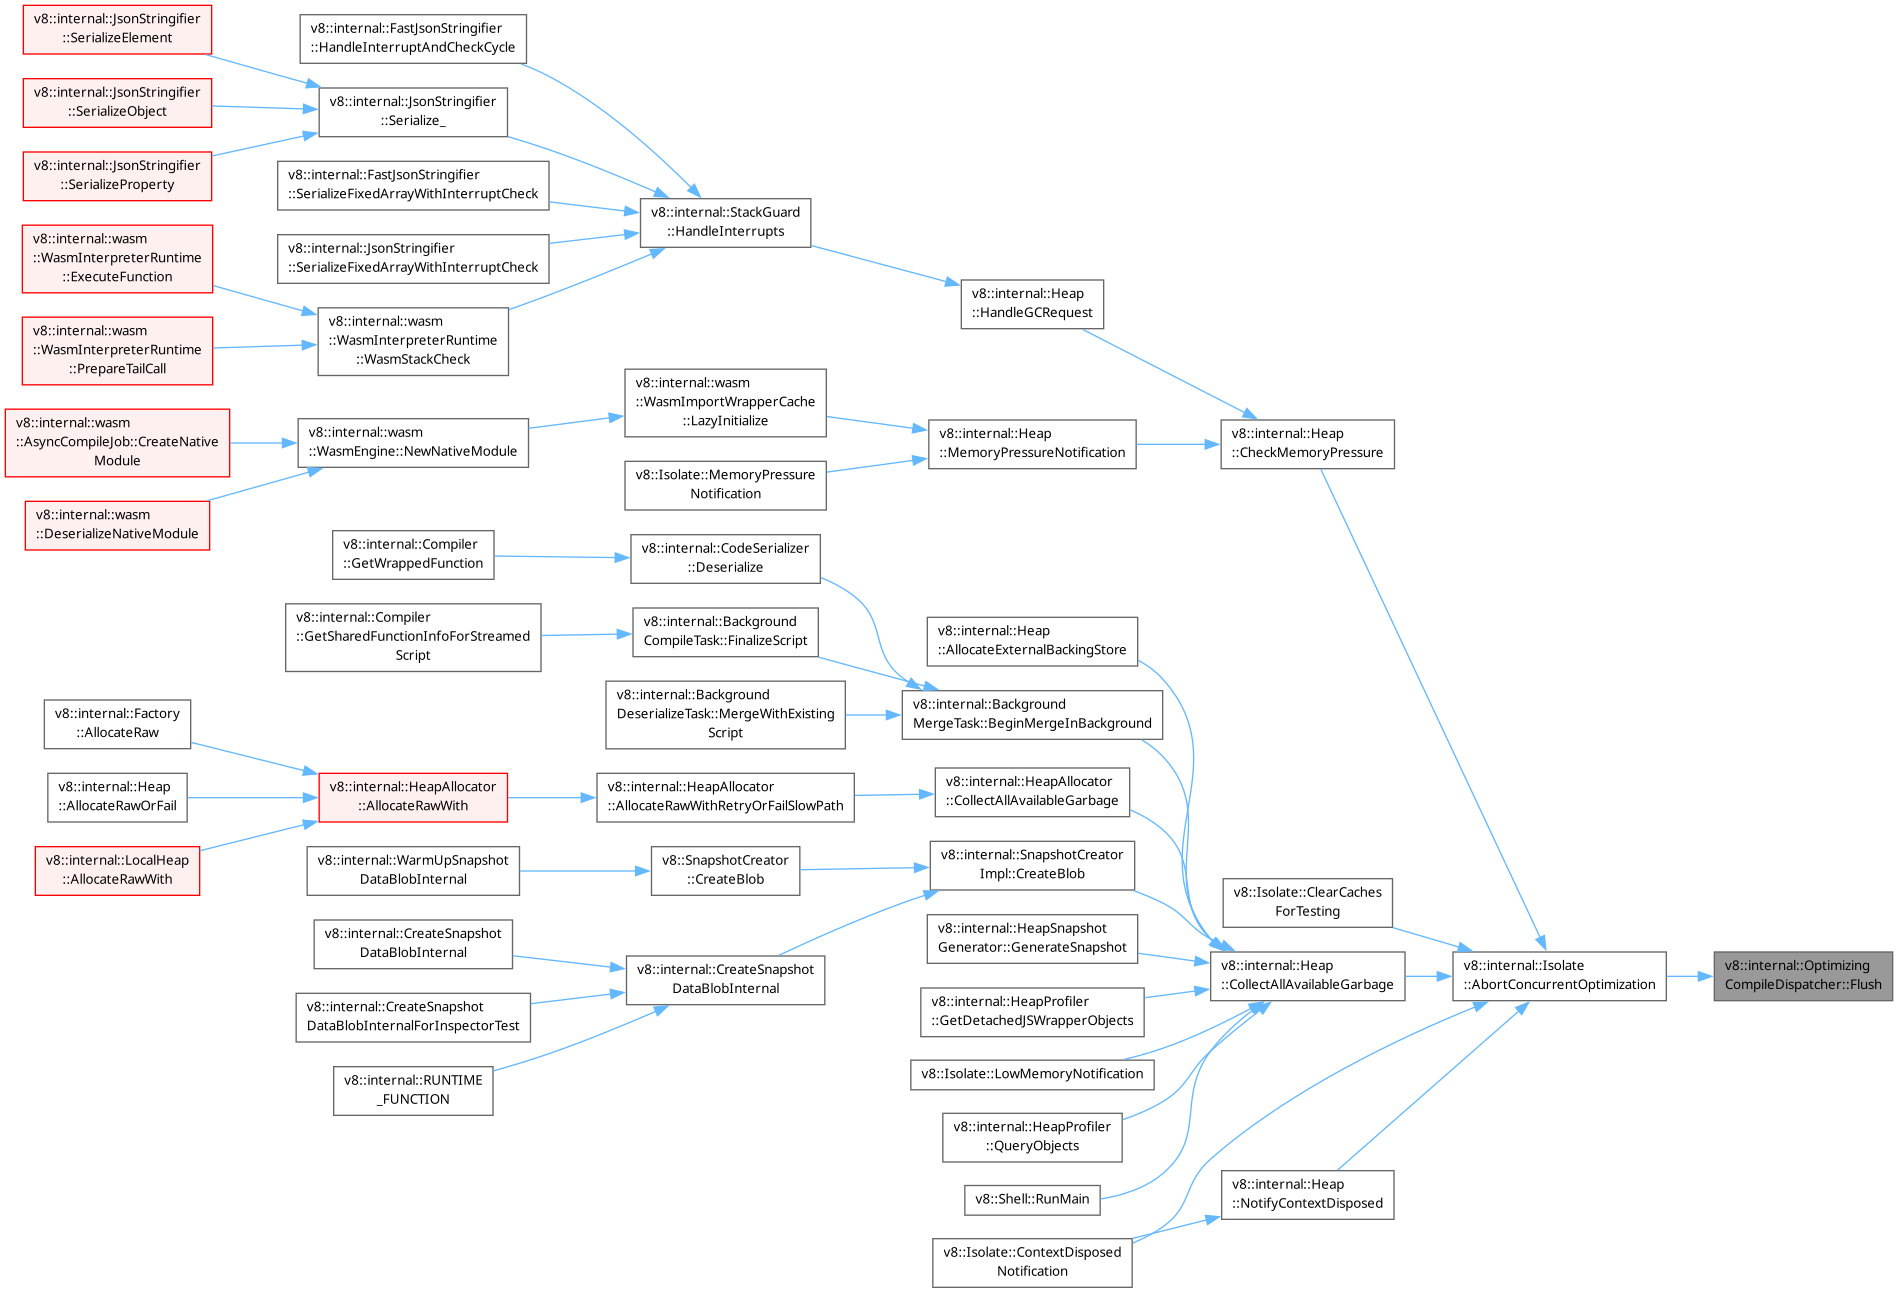 v8::internal::JsonStringifier
::SerializeElement
v8::internal::JsonStringifier
::SerializeObject
v8::internal::JsonStringifier
::SerializeProperty
v8::internal::wasm
::WasmInterpreterRuntime
::ExecuteFunction
v8::internal::wasm
::WasmInterpreterRuntime
::PrepareTailCall
v8::internal::wasm
::AsyncCompileJob::CreateNative
Module
v8::internal::wasm
::DeserializeNativeModule
v8::internal::Factory
::AllocateRaw
v8::internal::Heap
::AllocateRawOrFail
v8::internal::LocalHeap
::AllocateRawWith
v8::internal::FastJsonStringifier
::HandleInterruptAndCheckCycle
v8::internal::JsonStringifier
::Serialize_
v8::internal::FastJsonStringifier
::SerializeFixedArrayWithInterruptCheck
v8::internal::JsonStringifier
::SerializeFixedArrayWithInterruptCheck
v8::internal::wasm
::WasmInterpreterRuntime
::WasmStackCheck
v8::internal::wasm
::WasmEngine::NewNativeModule
v8::internal::Compiler
::GetWrappedFunction
v8::internal::Compiler
::GetSharedFunctionInfoForStreamed
Script
v8::internal::HeapAllocator
::AllocateRawWith
v8::internal::WarmUpSnapshot
DataBlobInternal
v8::internal::CreateSnapshot
DataBlobInternal
v8::internal::CreateSnapshot
DataBlobInternalForInspectorTest
v8::internal::RUNTIME
_FUNCTION
v8::internal::StackGuard
::HandleInterrupts
v8::internal::wasm
::WasmImportWrapperCache
::LazyInitialize
v8::Isolate::MemoryPressure
Notification
v8::internal::CodeSerializer
::Deserialize
v8::internal::Background
CompileTask::FinalizeScript
v8::internal::Background
DeserializeTask::MergeWithExisting
Script
v8::internal::HeapAllocator
::AllocateRawWithRetryOrFailSlowPath
v8::SnapshotCreator
::CreateBlob
v8::internal::CreateSnapshot
DataBlobInternal
v8::internal::Heap
::HandleGCRequest
v8::internal::Heap
::MemoryPressureNotification
v8::internal::Heap
::AllocateExternalBackingStore
v8::internal::Background
MergeTask::BeginMergeInBackground
v8::internal::HeapAllocator
::CollectAllAvailableGarbage
v8::internal::SnapshotCreator
Impl::CreateBlob
v8::internal::HeapSnapshot
Generator::GenerateSnapshot
v8::internal::HeapProfiler
::GetDetachedJSWrapperObjects
v8::Isolate::LowMemoryNotification
v8::internal::HeapProfiler
::QueryObjects
v8::Shell::RunMain
v8::Isolate::ContextDisposed
Notification
v8::internal::Heap
::CheckMemoryPressure
v8::Isolate::ClearCaches
ForTesting
v8::internal::Heap
::CollectAllAvailableGarbage
v8::internal::Heap
::NotifyContextDisposed
v8::internal::Isolate
::AbortConcurrentOptimization
v8::internal::Optimizing
CompileDispatcher::Flush